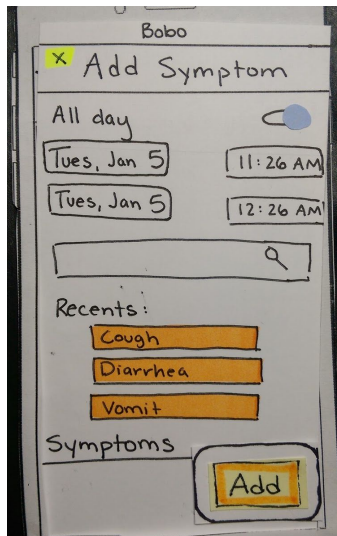 Bobo
X Add Symptom
All day
Tues, Jan 5 11:26 AM
Tues, Jan 5 12:26 AM
Recents:
Cough
Diarrhea
Vomit
Symptoms
Add